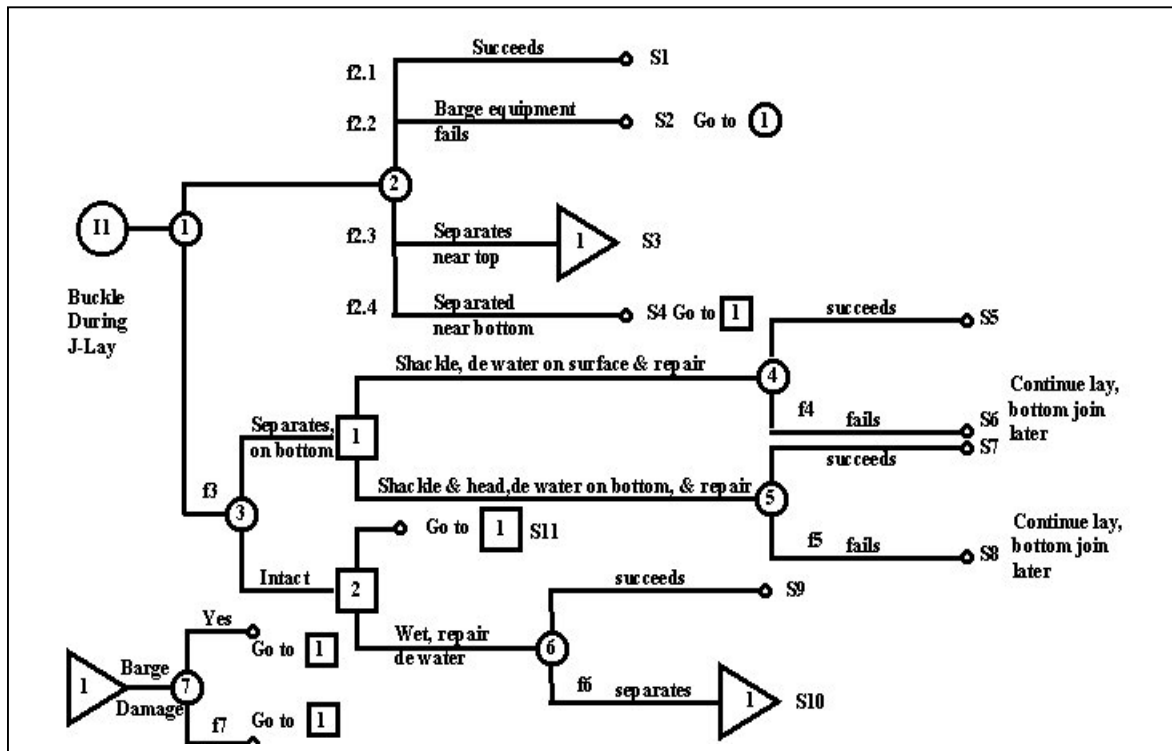 Succeeds
S1
f2.1
f2.2
Barge equipment
fails
S2 Go to 1
2
I1
1
f2.3
Separates
near top
1
S3
Buckle
During
J-Lay
f2.4
Separated
near bottom
S4 Go to 1
succeeds
S5
Shackle, de water on surface & repair
4
Continue lay,
bottom join
later
f4
fails
S6
Separates,
on bottom
1
succeeds
S7
Shackle & head,de water on bottom, & repair
5
f3
3
Go to 1 S11
f5
fails
S8
Continue lay,
bottom join
later
Intact
2
succeeds
S9
Yes
Go to 1
Wet, repair
de water
6
1
Barge
Damage
7
f6
separates
1
S10
f7
Go to 1